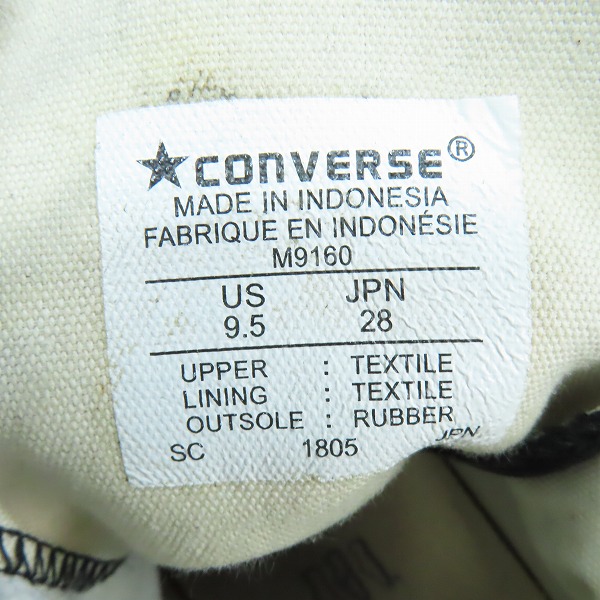 ★CONVERSE®
MADE IN INDONESIA
FABRIQUE EN INDONÉSIE
M9160
US JPN
9.5 28
UPPER : TEXTILE
LINING : TEXTILE
OUTSOLE : RUBBER
SC 1805 JPN